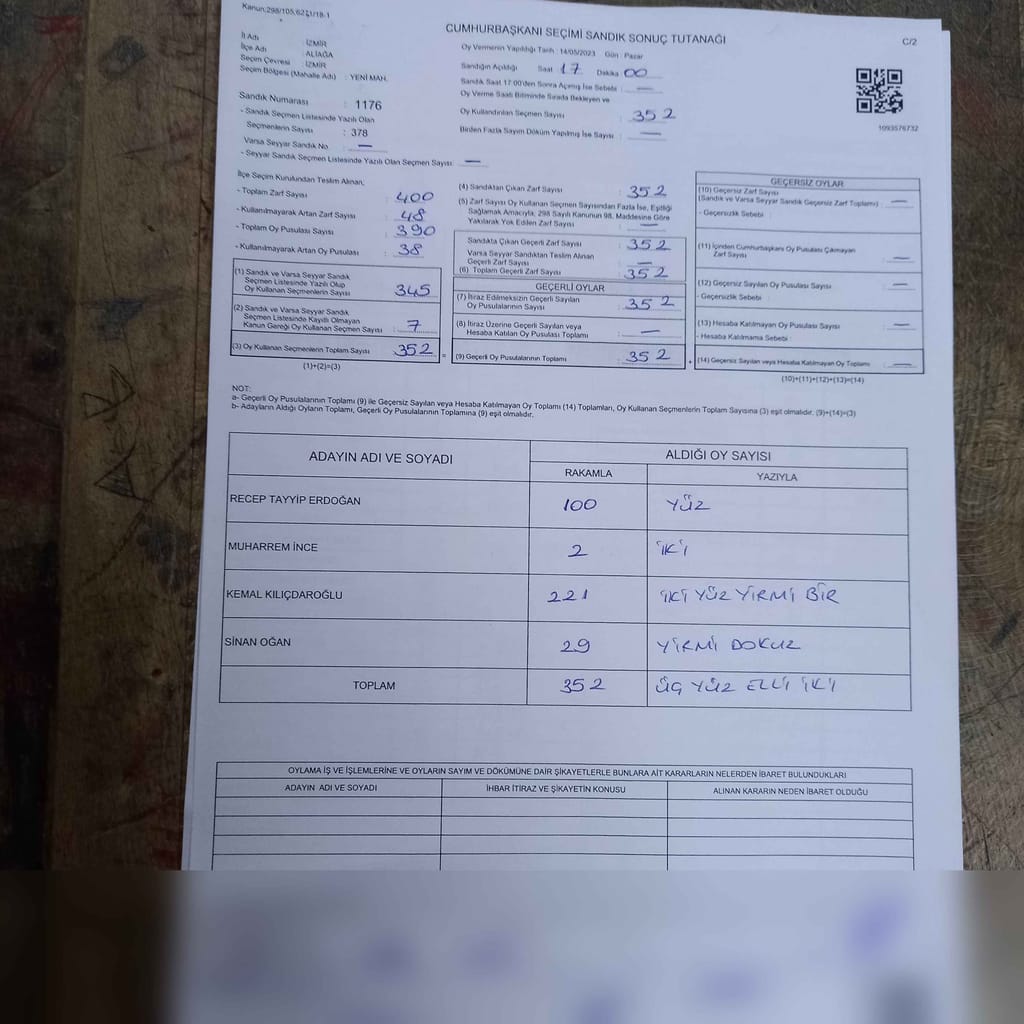 Kanun:298/105,6271/18-1
CUMHURBAŞKANI SEÇİMİ SANDIK SONUÇ TUTANAĞI
C/2
İl Adı : İZMİR
İlçe Adı : ALİAĞA
Seçim Çevresi : İZMİR
Seçim Bölgesi (Mahalle Adı) : YENİ MAH.
Sandık Numarası : 1176
- Sandık Seçmen Listesinde Yazılı Olan
Seçmenlerin Sayısı : 378
Varsa Seyyar Sandık No : —
- Seyyar Sandık Seçmen Listesinde Yazılı Olan Seçmen Sayısı : —
Oy Vermenin Yapıldığı Tarih : 14/05/2023 Gün : Pazar
Sandığın Açıldığı Saat 17 Dakika 00
Sandık Saat 17:00'den Sonra Açımış İse Sebebi : —
Oy Verme Saati Bitiminde Sırada Bekleyen ve
Oy Kullandırılan Seçmen Sayısı : 352
Birden Fazla Sayım Döküm Yapılmış İse Sayısı : —
1093576732
İlçe Seçim Kurulundan Teslim Alınan;
- Toplam Zarf Sayısı : 400
- Kullanılmayarak Artan Zarf Sayısı : 48
- Toplam Oy Pusulası Sayısı : 390
- Kullanılmayarak Artan Oy Pusulası : 38
(1) Sandık ve Varsa Seyyar Sandık
Seçmen Listesinde Yazılı Olup
Oy Kullanan Seçmenlerin Sayısı : 345
(2) Sandık ve Varsa Seyyar Sandık
Seçmen Listesinde Kayıtlı Olmayan
Kanun Gereği Oy Kullanan Seçmen Sayısı : 7
(3) Oy Kullanan Seçmenlerin Toplam Sayısı : 352
(1)+(2)=(3)
(4) Sandıktan Çıkan Zarf Sayısı : 352
(5) Zarf Sayısı Oy Kullanan Seçmen Sayısından Fazla İse, Eşitliği
Sağlamak Amacıyla, 298 Sayılı Kanunun 98. Maddesine Göre
Yakılarak Yok Edilen Zarf Sayısı : —
Sandıkta Çıkan Geçerli Zarf Sayısı : 352
Varsa Seyyar Sandıktan Teslim Alınan
Geçerli Zarf Sayısı : —
(6) Toplam Geçerli Zarf Sayısı : 352
GEÇERLİ OYLAR
(7) İtiraz Edilmeksizin Geçerli Sayılan
Oy Pusulalarının Sayısı : 352
(8) İtiraz Üzerine Geçerli Sayılan veya
Hesaba Katılan Oy Pusulası Toplamı : —
= (9) Geçerli Oy Pusulalarının Toplamı : 352 +
GEÇERSİZ OYLAR
(10) Geçersiz Zarf Sayısı
(Sandık ve Varsa Seyyar Sandık Geçersiz Zarf Toplamı) : —
- Geçersizlik Sebebi :
(11) İçinden Cumhurbaşkanı Oy Pusulası Çıkmayan
Zarf Sayısı : —
(12) Geçersiz Sayılan Oy Pusulası Sayısı : —
- Geçersizlik Sebebi
(13) Hesaba Katılmayan Oy Pusulası Sayısı : —
- Hesaba Katılmama Sebebi :
(14) Geçersiz Sayılan veya Hesaba Katılmayan Oy Toplamı : —
(10)+(11)+(12)+(13)=(14)
NOT:
a- Geçerli Oy Pusulalarının Toplamı (9) ile Geçersiz Sayılan veya Hesaba Katılmayan Oy Toplamı (14) Toplamları, Oy Kullanan Seçmenlerin Toplam Sayısına (3) eşit olmalıdır. (9)+(14)=(3)
b- Adayların Aldığı Oyların Toplamı, Geçerli Oy Pusulalarının Toplamına (9) eşit olmalıdır.
ADAYIN ADI VE SOYADI ALDIĞI OY SAYISI
RAKAMLA YAZIYLA
RECEP TAYYİP ERDOĞAN 100 YÜZ
MUHARREM İNCE 2 İKİ
KEMAL KILIÇDAROĞLU 221 İKİ YÜZ YİRMİ BİR
SİNAN OĞAN 29 YİRMİ DOKUZ
TOPLAM 352 ÜÇ YÜZ ELLİ İKİ
OYLAMA İŞ VE İŞLEMLERİNE VE OYLARIN SAYIM VE DÖKÜMÜNE DAİR ŞİKAYETLERLE BUNLARA AİT KARARLARIN NELERDEN İBARET BULUNDUKLARI
ADAYIN ADI VE SOYADI İHBAR İTİRAZ VE ŞİKAYETİN KONUSU ALINAN KARARIN NEDEN İBARET OLDUĞU